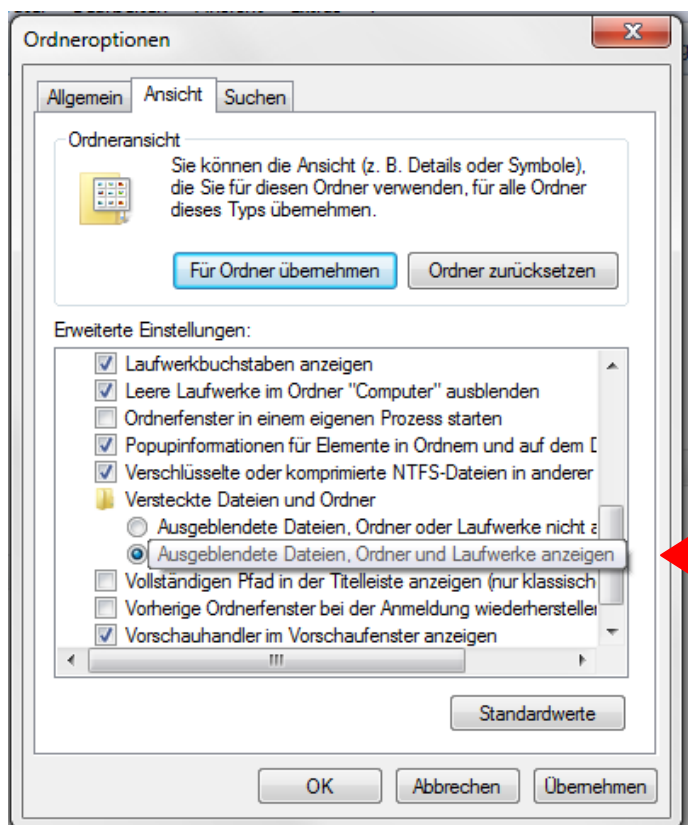 Ordneroptionen
Allgemein
Ansicht
Suchen
Ordneransicht
Sie können die Ansicht (z. B. Details oder Symbole),
die Sie für diesen Ordner verwenden, für alle Ordner
dieses Typs übernehmen.
Für Ordner übernehmen
Ordner zurücksetzen
Erweiterte Einstellungen:
Laufwerkbuchstaben anzeigen
Leere Laufwerke im Ordner "Computer" ausblenden
Ordnerfenster in einem eigenen Prozess starten
Popupinformationen für Elemente in Ordnern und auf dem
Verschlüsselte oder komprimierte NTFS-Dateien in anderer
Versteckte Dateien und Ordner
Ausgeblendete Dateien, Ordner oder Laufwerke nicht
Ausgeblendete Dateien, Ordner und Laufwerke anzeigen
Vollständigen Pfad in der Titelleiste anzeigen (nur klassisch
Vorherige Ordnerfenster bei der Anmeldung
Vorschauhandler im Vorschaufenster anzeigen
Standardwerte
OK
Abbrechen
Übernehmen